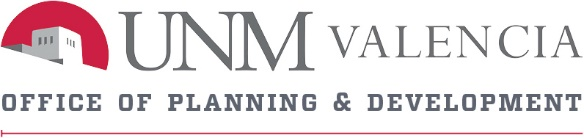 UNM VALENCIA
OFFICE OF PLANNING & DEVELOPMENT